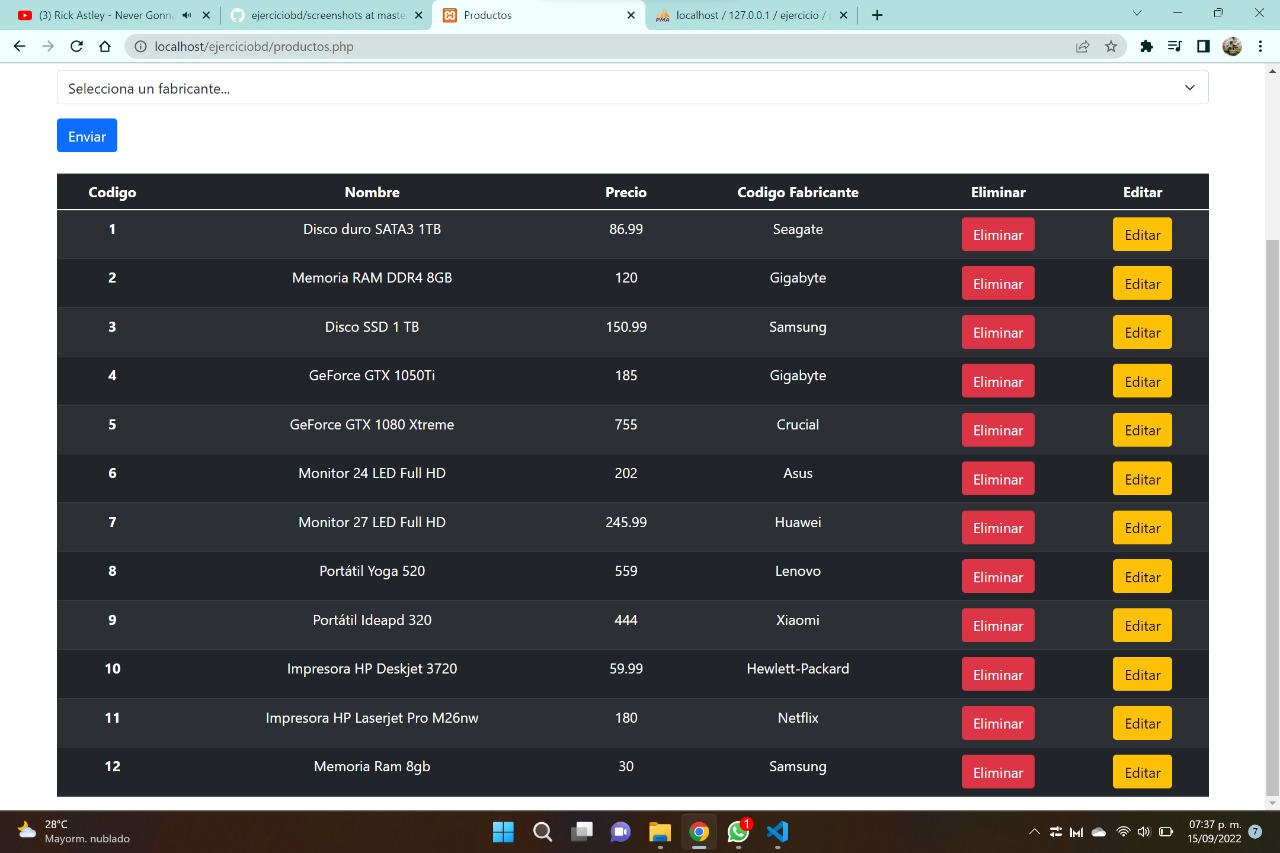 (3) Rick Astley - Never Gonn
ejerciciobd/screenshots at maste
Productos
localhost / 127.0.0.1 / ejercicio /
localhost/ejerciciobd/productos.php
Selecciona un fabricante...
Enviar
Codigo Nombre Precio Codigo Fabricante Eliminar Editar
1 Disco duro SATA3 1TB 86.99 Seagate Eliminar Editar
2 Memoria RAM DDR4 8GB 120 Gigabyte Eliminar Editar
3 Disco SSD 1 TB 150.99 Samsung Eliminar Editar
4 GeForce GTX 1050Ti 185 Gigabyte Eliminar Editar
5 GeForce GTX 1080 Xtreme 755 Crucial Eliminar Editar
6 Monitor 24 LED Full HD 202 Asus Eliminar Editar
7 Monitor 27 LED Full HD 245.99 Huawei Eliminar Editar
8 Portátil Yoga 520 559 Lenovo Eliminar Editar
9 Portátil Ideapd 320 444 Xiaomi Eliminar Editar
10 Impresora HP Deskjet 3720 59.99 Hewlett-Packard Eliminar Editar
11 Impresora HP Laserjet Pro M26nw 180 Netflix Eliminar Editar
12 Memoria Ram 8gb 30 Samsung Eliminar Editar
28°C
Mayorm. nublado
1
07:37 p. m.
15/09/2022
7